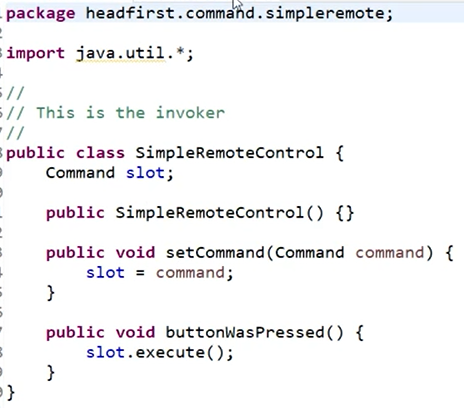 package headfirst.command.simpleremote;
import java.util.*;
//
// This is the invoker
//
public class SimpleRemoteControl {
Command slot;
public SimpleRemoteControl() {}
public void setCommand(Command command) {
slot = command;
}
public void buttonWasPressed() {
slot.execute();
}
}